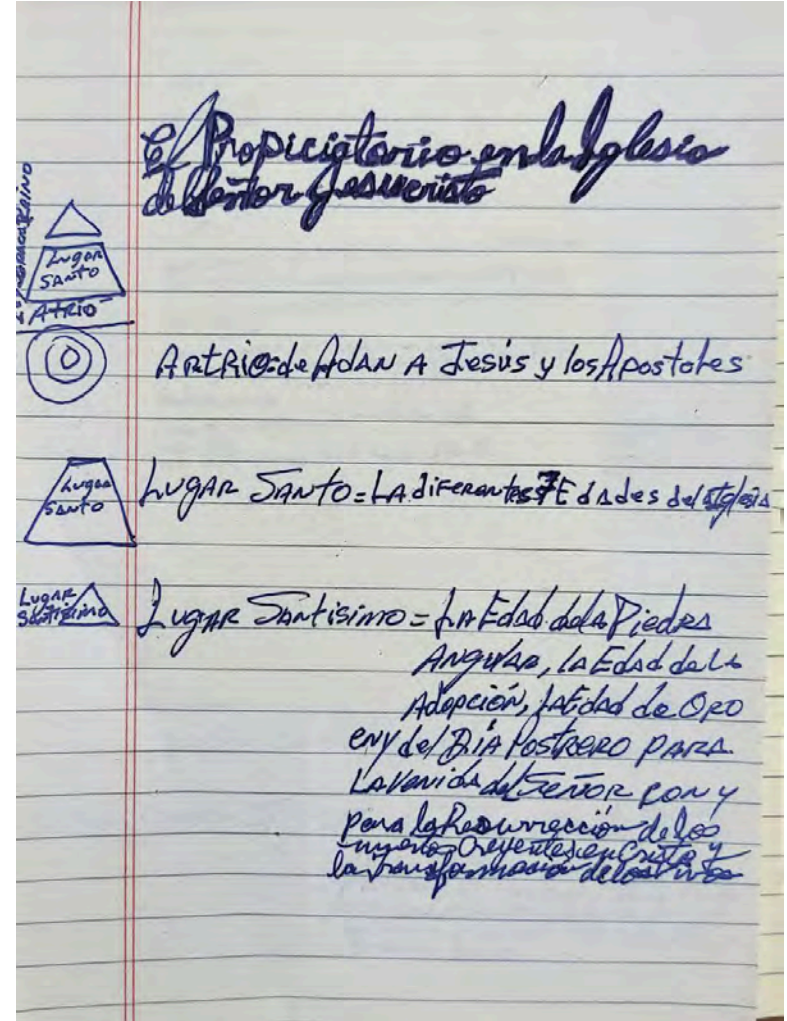 El Propiciatorio en la Iglesia
del Señor Jesucristo
Lugar
Santo
Atrio
Artrio=de Adan A Jesús y los Apostoles
Lugar
Santo
Lugar Santo=LA diferentes 7 Edades de la Iglesia
Lugar
Santisimo
Lugar Santisimo = La Edad de la Piedra
Angular, la Edad de la
Adopción, la Edad de Oro
en y del DIA Postrero para
La Venida del Señor con y
para la Resurrección de los
muertos Creyentes en Cristo y
la transformación de los vivos